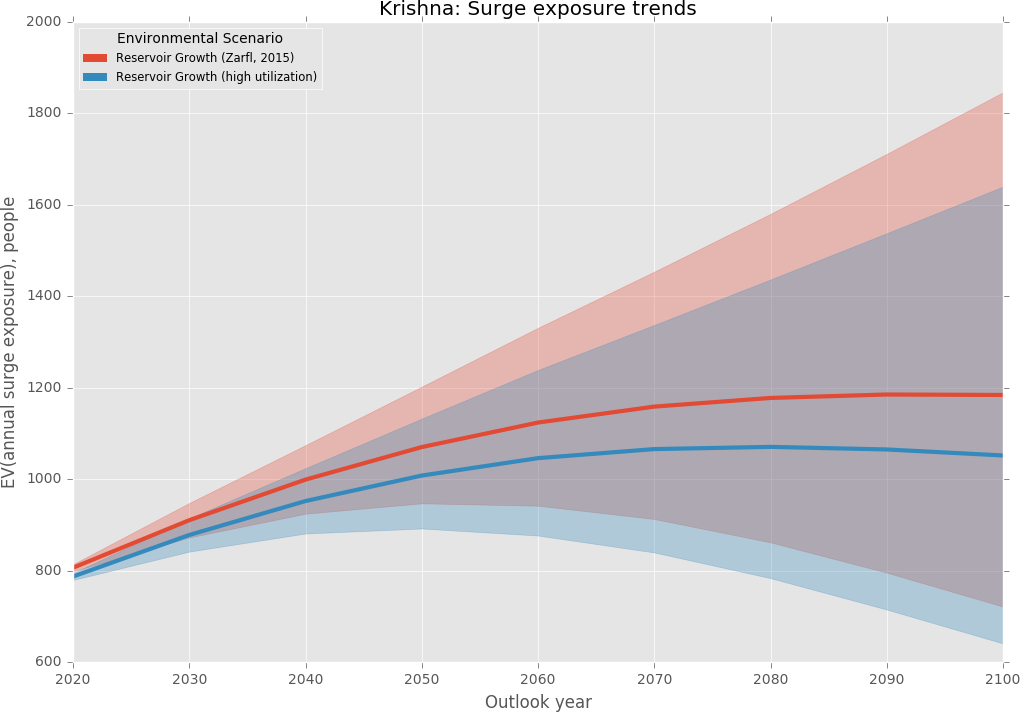 Krishna: Surge exposure trends
Environmental Scenario
Reservoir Growth (Zarfl, 2015)
Reservoir Growth (high utilization)
EV(annual surge exposure), people
2000
1800
1600
1400
1200
1000
800
600
2020 2030 2040 2050 2060 2070 2080 2090 2100
Outlook year